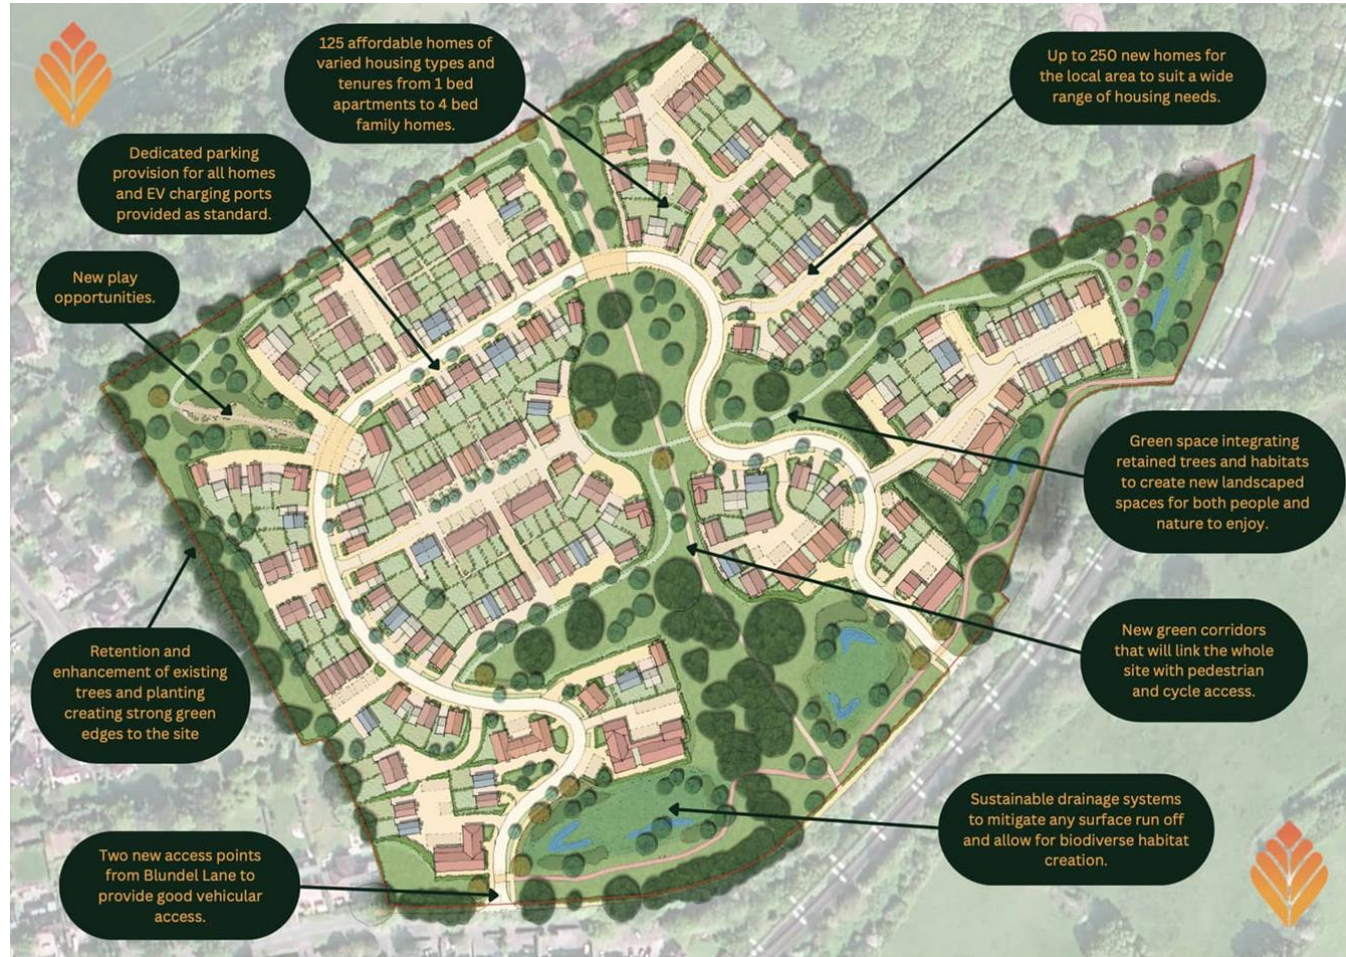 125 affordable homes of
varied housing types and
tenures from 1 bed
apartments to 4 bed
family homes.
Up to 250 new homes for
the local area to suit a wide
range of housing needs.
Dedicated parking
provision for all homes
and EV charging ports
provided as standard.
New play
opportunities.
Green space integrating
retained trees and habitats
to create new landscaped
spaces for both people and
nature to enjoy.
Retention and
enhancement of existing
trees and planting
creating strong green
edges to the site
New green corridors
that will link the whole
site with pedestrian
and cycle access.
Sustainable drainage systems
to mitigate any surface run off
and allow for biodiverse habitat
creation.
Two new access points
from Blundel Lane to
provide good vehicular
access.